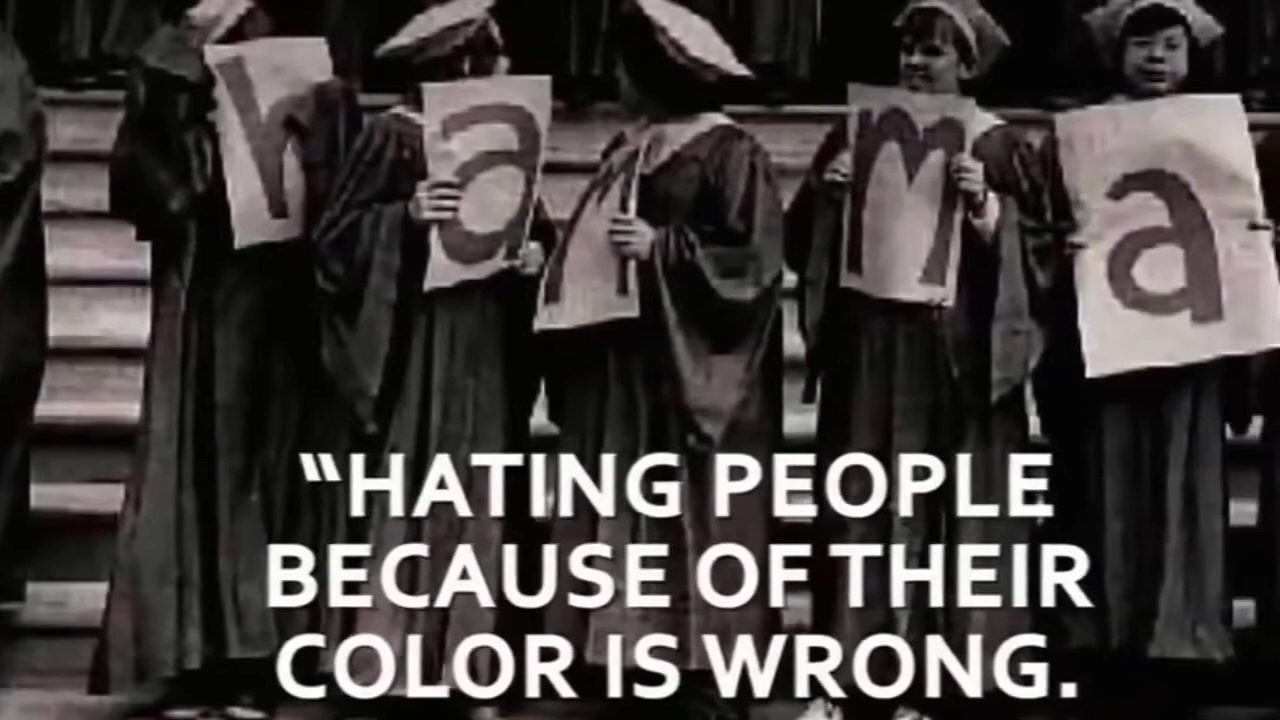 a m a
“HATING PEOPLE
BECAUSE OF THEIR
COLOR IS WRONG.